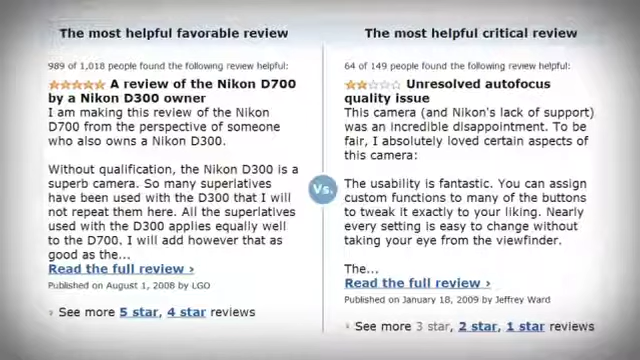 The most helpful favorable review
989 of 1,018 people found the following review helpful:
A review of the Nikon D700
by a Nikon D300 owner
I am making this review of the Nikon
D700 from the perspective of someone
who also owns a Nikon D300.
Without qualification, the Nikon D300 is a
superb camera. So many superlatives
have been used with the D300 that I will
not repeat them here. All the superlatives
used with the D300 applies equally well
to the D700. I will add however that as
good as the...
Read the full review ›
Published on August 1, 2008 by LGO
› See more 5 star, 4 star reviews
Vs.
The most helpful critical review
64 of 149 people found the following review helpful:
Unresolved autofocus
quality issue
This camera (and Nikon's lack of support)
was an incredible disappointment. To be
fair, I absolutely loved certain aspects of
this camera:
The usability is fantastic. You can assign
custom functions to many of the buttons
to tweak it exactly to your liking. Nearly
every setting is easy to change without
taking your eye from the viewfinder.
The...
Read the full review ›
Published on January 18, 2009 by Jeffrey Ward
› See more 3 star, 2 star, 1 star reviews